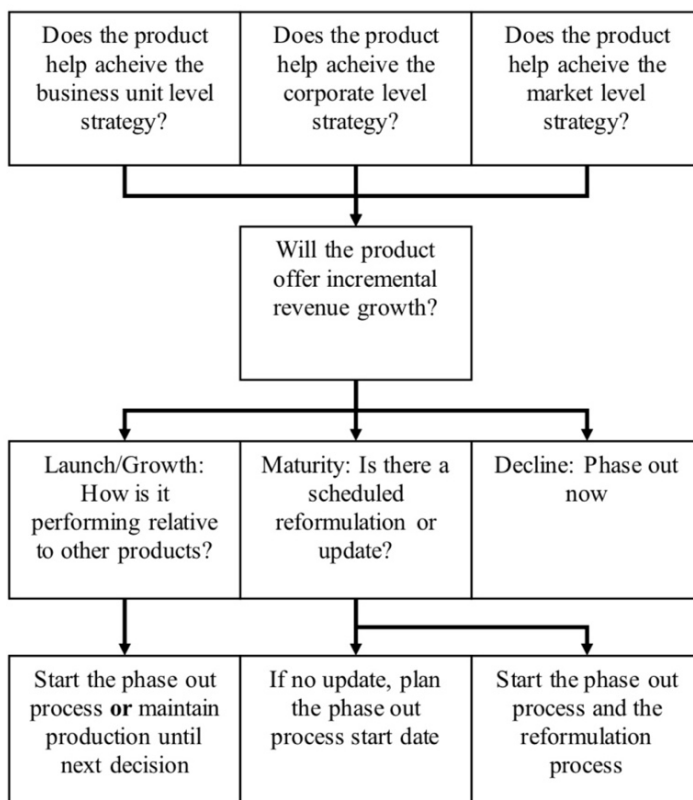 Does the product
help acheive the
business unit level
strategy?
Does the product
help acheive the
corporate level
strategy?
Does the product
help acheive the
market level
strategy?
Will the product
offer incremental
revenue growth?
Launch/Growth:
How is it
performing relative
to other products?
Maturity: Is there a
scheduled
reformulation or
update?
Decline: Phase out
now
Start the phase out
process or maintain
production until
next decision
If no update, plan
the phase out
process start date
Start the phase out
process and the
reformulation
process